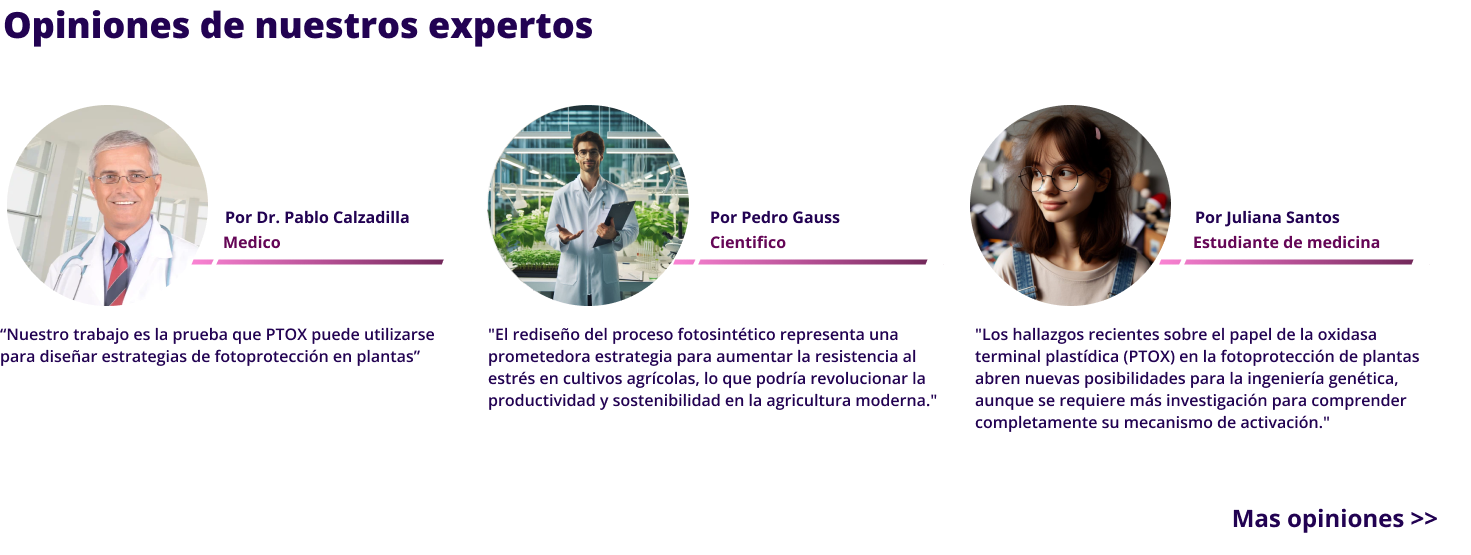 Opiniones de nuestros expertos
Por Dr. Pablo Calzadilla
Medico
“Nuestro trabajo es la prueba que PTOX puede utilizarse
para diseñar estrategias de fotoprotección en plantas”
Por Pedro Gauss
Cientifico
"El rediseño del proceso fotosintético representa una
prometedora estrategia para aumentar la resistencia al
estrés en cultivos agrícolas, lo que podría revolucionar la
productividad y sostenibilidad en la agricultura moderna."
Por Juliana Santos
Estudiante de medicina
"Los hallazgos recientes sobre el papel de la oxidasa
terminal plastídica (PTOX) en la fotoprotección de plantas
abren nuevas posibilidades para la ingeniería genética,
aunque se requiere más investigación para comprender
completamente su mecanismo de activación."
Mas opiniones >>